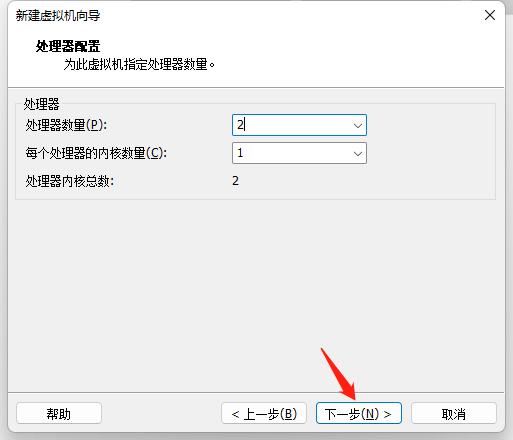 新建虚拟机向导
处理器配置
为此虚拟机指定处理器数量。
处理器
处理器数量(P): 2
每个处理器的内核数量(C): 1
处理器内核总数: 2
帮助 < 上一步(B) 下一步(N) > 取消